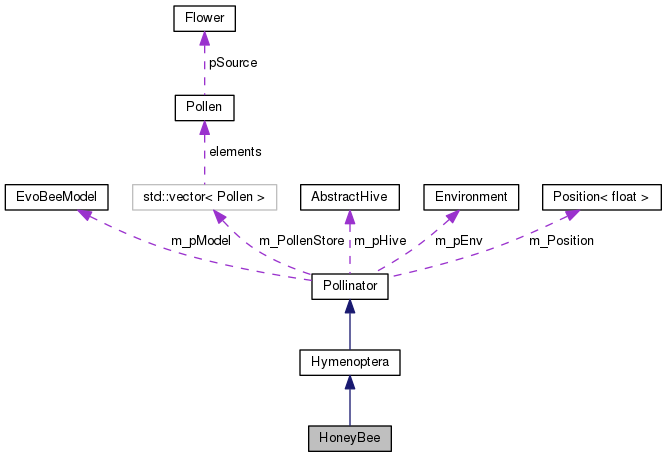 Flower
pSource
Pollen
elements
EvoBeeModel
std::vector< Pollen >
AbstractHive
Environment
Position< float >
m_pModel
m_PollenStore
m_pHive
m_pEnv
m_Position
Pollinator
Hymenoptera
HoneyBee